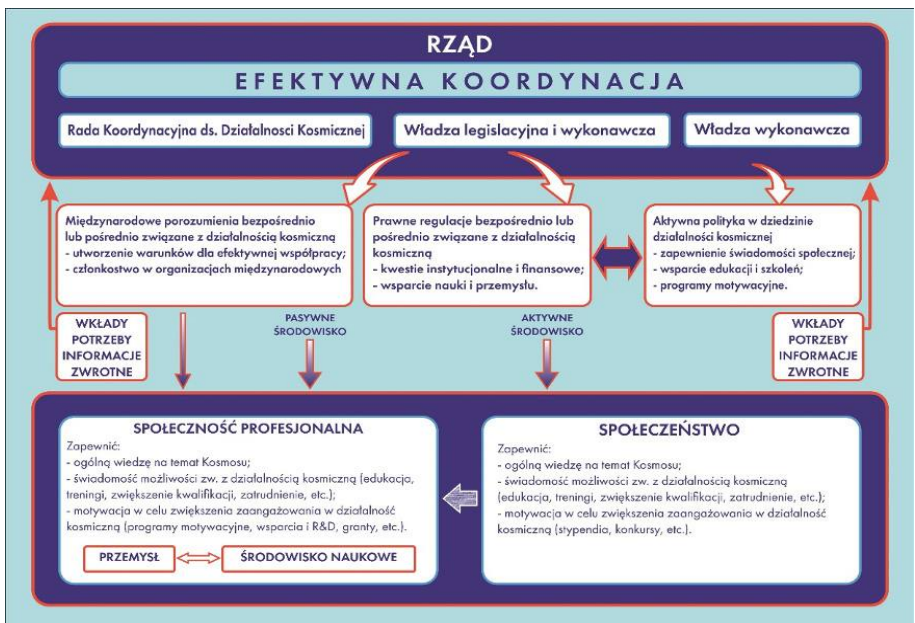 RZĄD
EFEKTYWNA KOORDYNACJA
Rada Koordynacyjna ds. Działalnosci Kosmicznej
Władza legislacyjna i wykonawcza
Władza wykonawcza
Międzynarodowe porozumienia bezpośrednio
lub pośrednio związane z działalnością kosmiczną
- utworzenie warunków dla efektywnej współpracy;
- członkostwo w organizacjach międzynarodowych
Prawne regulacje bezpośrednio lub
pośrednio związane z działalnością
kosmiczną
- kwestie instytucjonalne i finansowe;
- wsparcie nauki i przemysłu.
Aktywna polityka w dziedzinie
działalności kosmicznej
- zapewnienie świadomości społecznej;
- wsparcie edukacji i szkoleń;
- programy motywacyjne.
WKŁADY
POTRZEBY
INFORMACJE
ZWROTNE
PASYWNE
ŚRODOWISKO
AKTYWNE
ŚRODOWISKO
WKŁADY
POTRZEBY
INFORMACJE
ZWROTNE
SPOŁECZNOŚĆ PROFESJONALNA
Zapewnić:
- ogólną wiedzę na temat Kosmosu;
- świadomość możliwości zw. z działalnością kosmiczną (edukacja,
treningi, zwiększenie kwalifikacji, zatrudnienie, etc.);
- motywacja w celu zwiększenia zaangażowania w działalność
kosmiczną (programy motywacyjne, wsparcia i R&D, granty, etc.).
PRZEMYSŁ
ŚRODOWISKO NAUKOWE
SPOŁECZEŃSTWO
Zapewnić:
- ogólną wiedzę na temat Kosmosu;
- świadomość możliwości zw. z działalnością kosmiczną
(edukacja, treningi, zwiększenie kwalifikacji, zatrudnienie, etc.);
- motywacja w celu zwiększenia zaangażowania w działalność
kosmiczną (stypendia, konkursy, etc.).